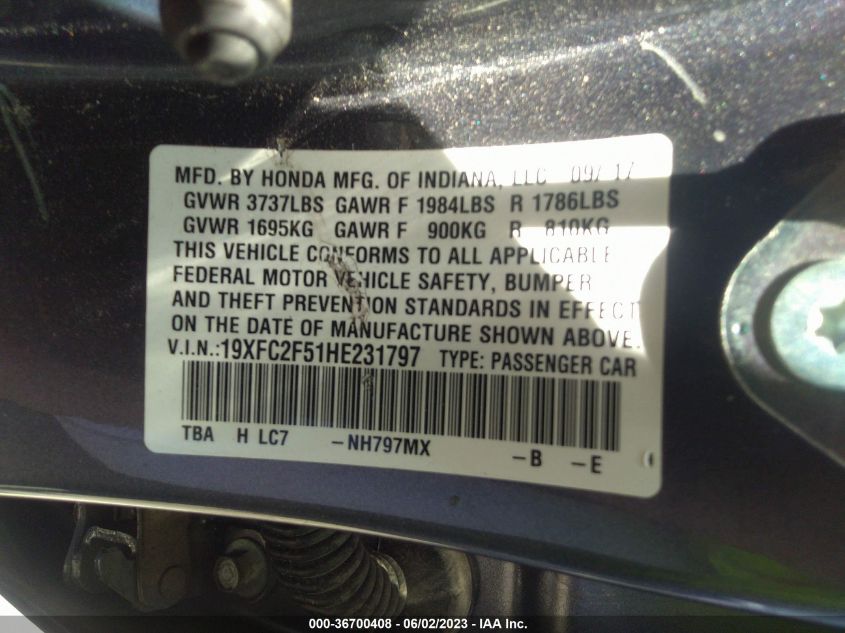 MFD. BY HONDA MFG. OF INDIANA, LLC 09/17
GVWR 3737LBS GAWR F 1984LBS R 1786LBS
GVWR 1695KG GAWR F 900KG R 810KG
THIS VEHICLE CONFORMS TO ALL APPLICABLE
FEDERAL MOTOR VEHICLE SAFETY, BUMPER
AND THEFT PREVENTION STANDARDS IN EFFECT
ON THE DATE OF MANUFACTURE SHOWN ABOVE.
V.I.N.:19XFC2F51HE231797 TYPE: PASSENGER CAR
TBA H LC7 –NH797MX –B –E
000-36700408 - 06/02/2023 - IAA Inc.